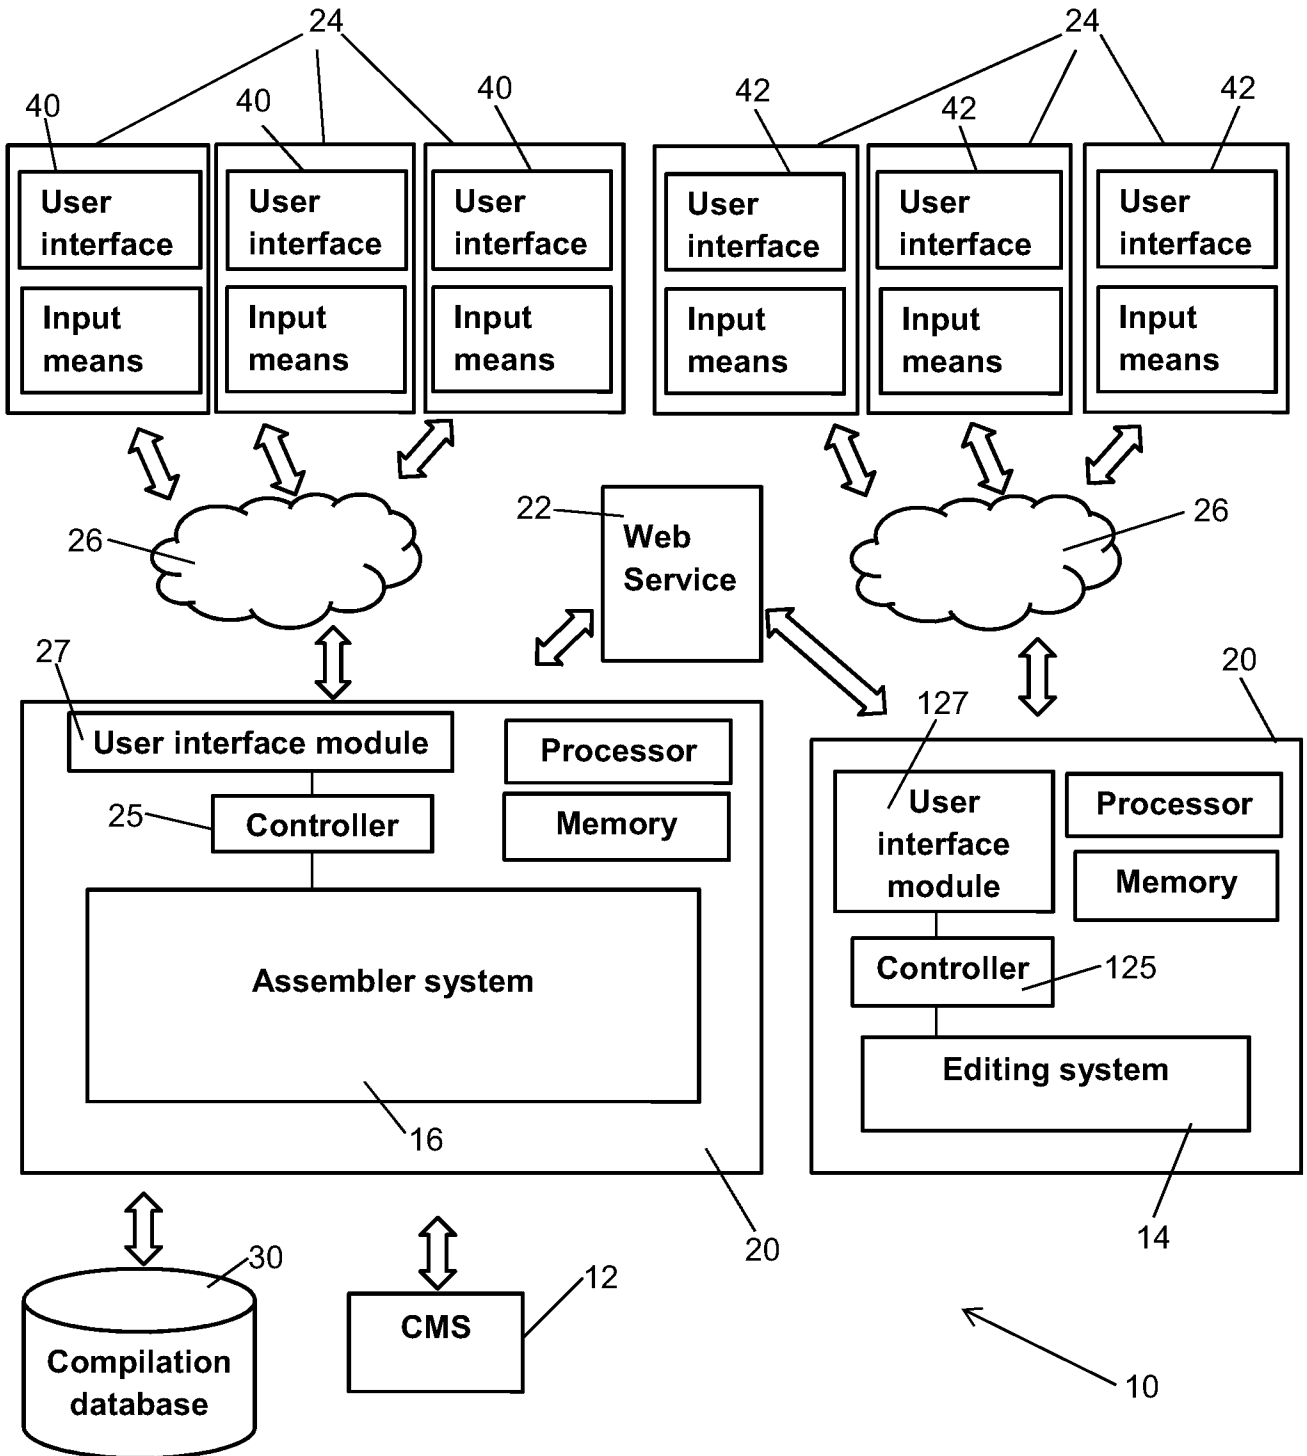 24
24
40
40
40
42
42
42
User
interface
User
interface
User
interface
User
interface
User
interface
User
interface
Input
means
Input
means
Input
means
Input
means
Input
means
Input
means
26
22
Web
Service
26
27
User interface module
Processor
25
Controller
Memory
Assembler system
16
20
127
20
User
interface
module
Processor
Memory
Controller
125
Editing system
14
30
Compilation
database
CMS
12
10